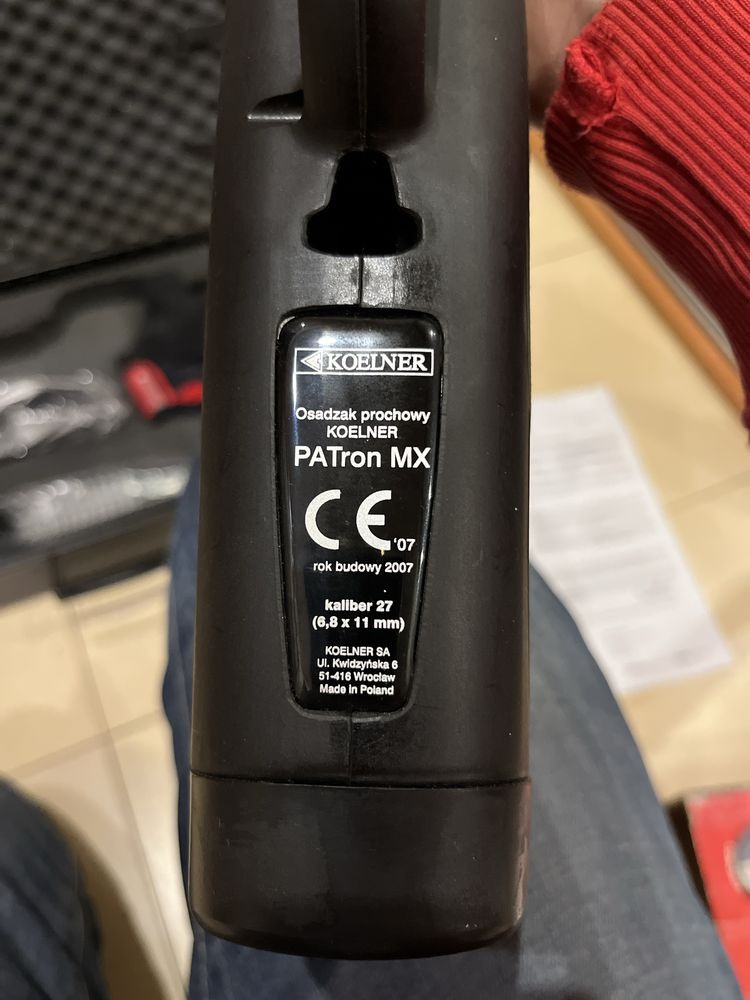 KOELNER
Osadzak prochowy
KOELNER
PATron MX
CE '07
rok budowy 2007
kaliber 27
(6,8 x 11 mm)
KOELNER SA
Ul. Kwidzyńska 6
51-416 Wrocław
Made in Poland